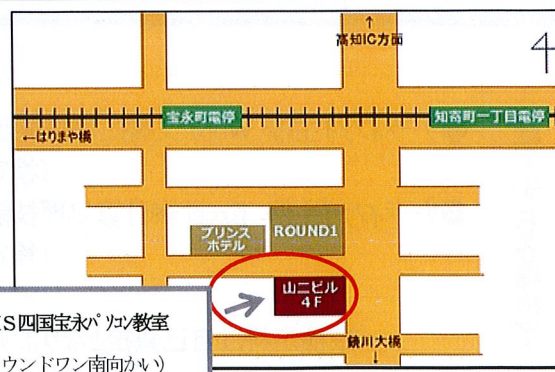 ↑
高知IC方面
4
宝永町電停
知寄町一丁目電停
←はりまや橋
プリンス
ホテル
ROUND1
山二ビル
4F
IS四国宝永パソコン教室
ウンドワン南向かい)
鏡川大橋
↓